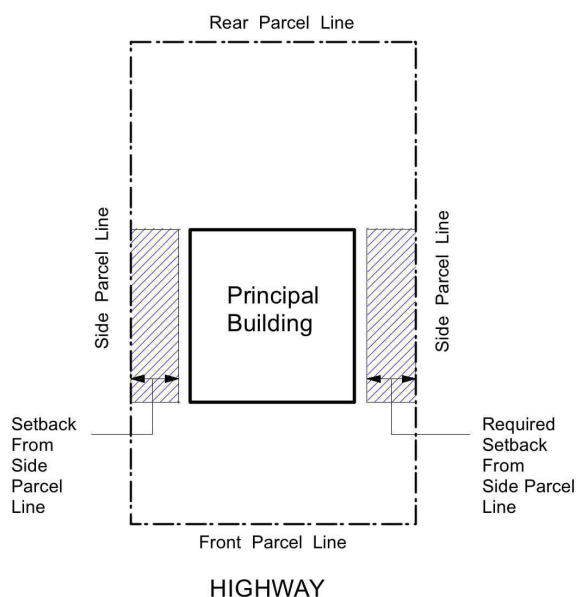 Rear Parcel Line
Side Parcel Line
Side Parcel Line
Principal
Building
Setback
From
Side
Parcel
Line
Required
Setback
From
Side Parcel
Line
Front Parcel Line
HIGHWAY